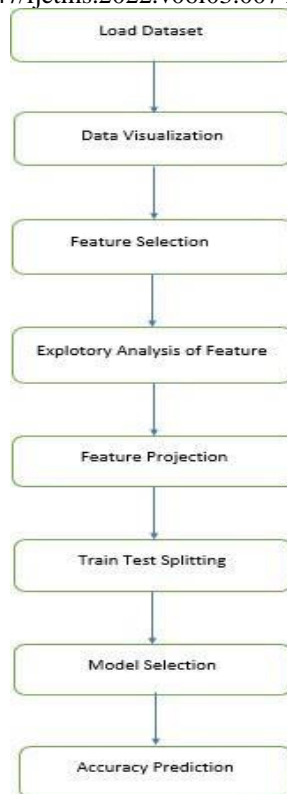 Load Dataset
Data Visualization
Feature Selection
Explotory Analysis of Feature
Feature Projection
Train Test Splitting
Model Selection
Accuracy Prediction